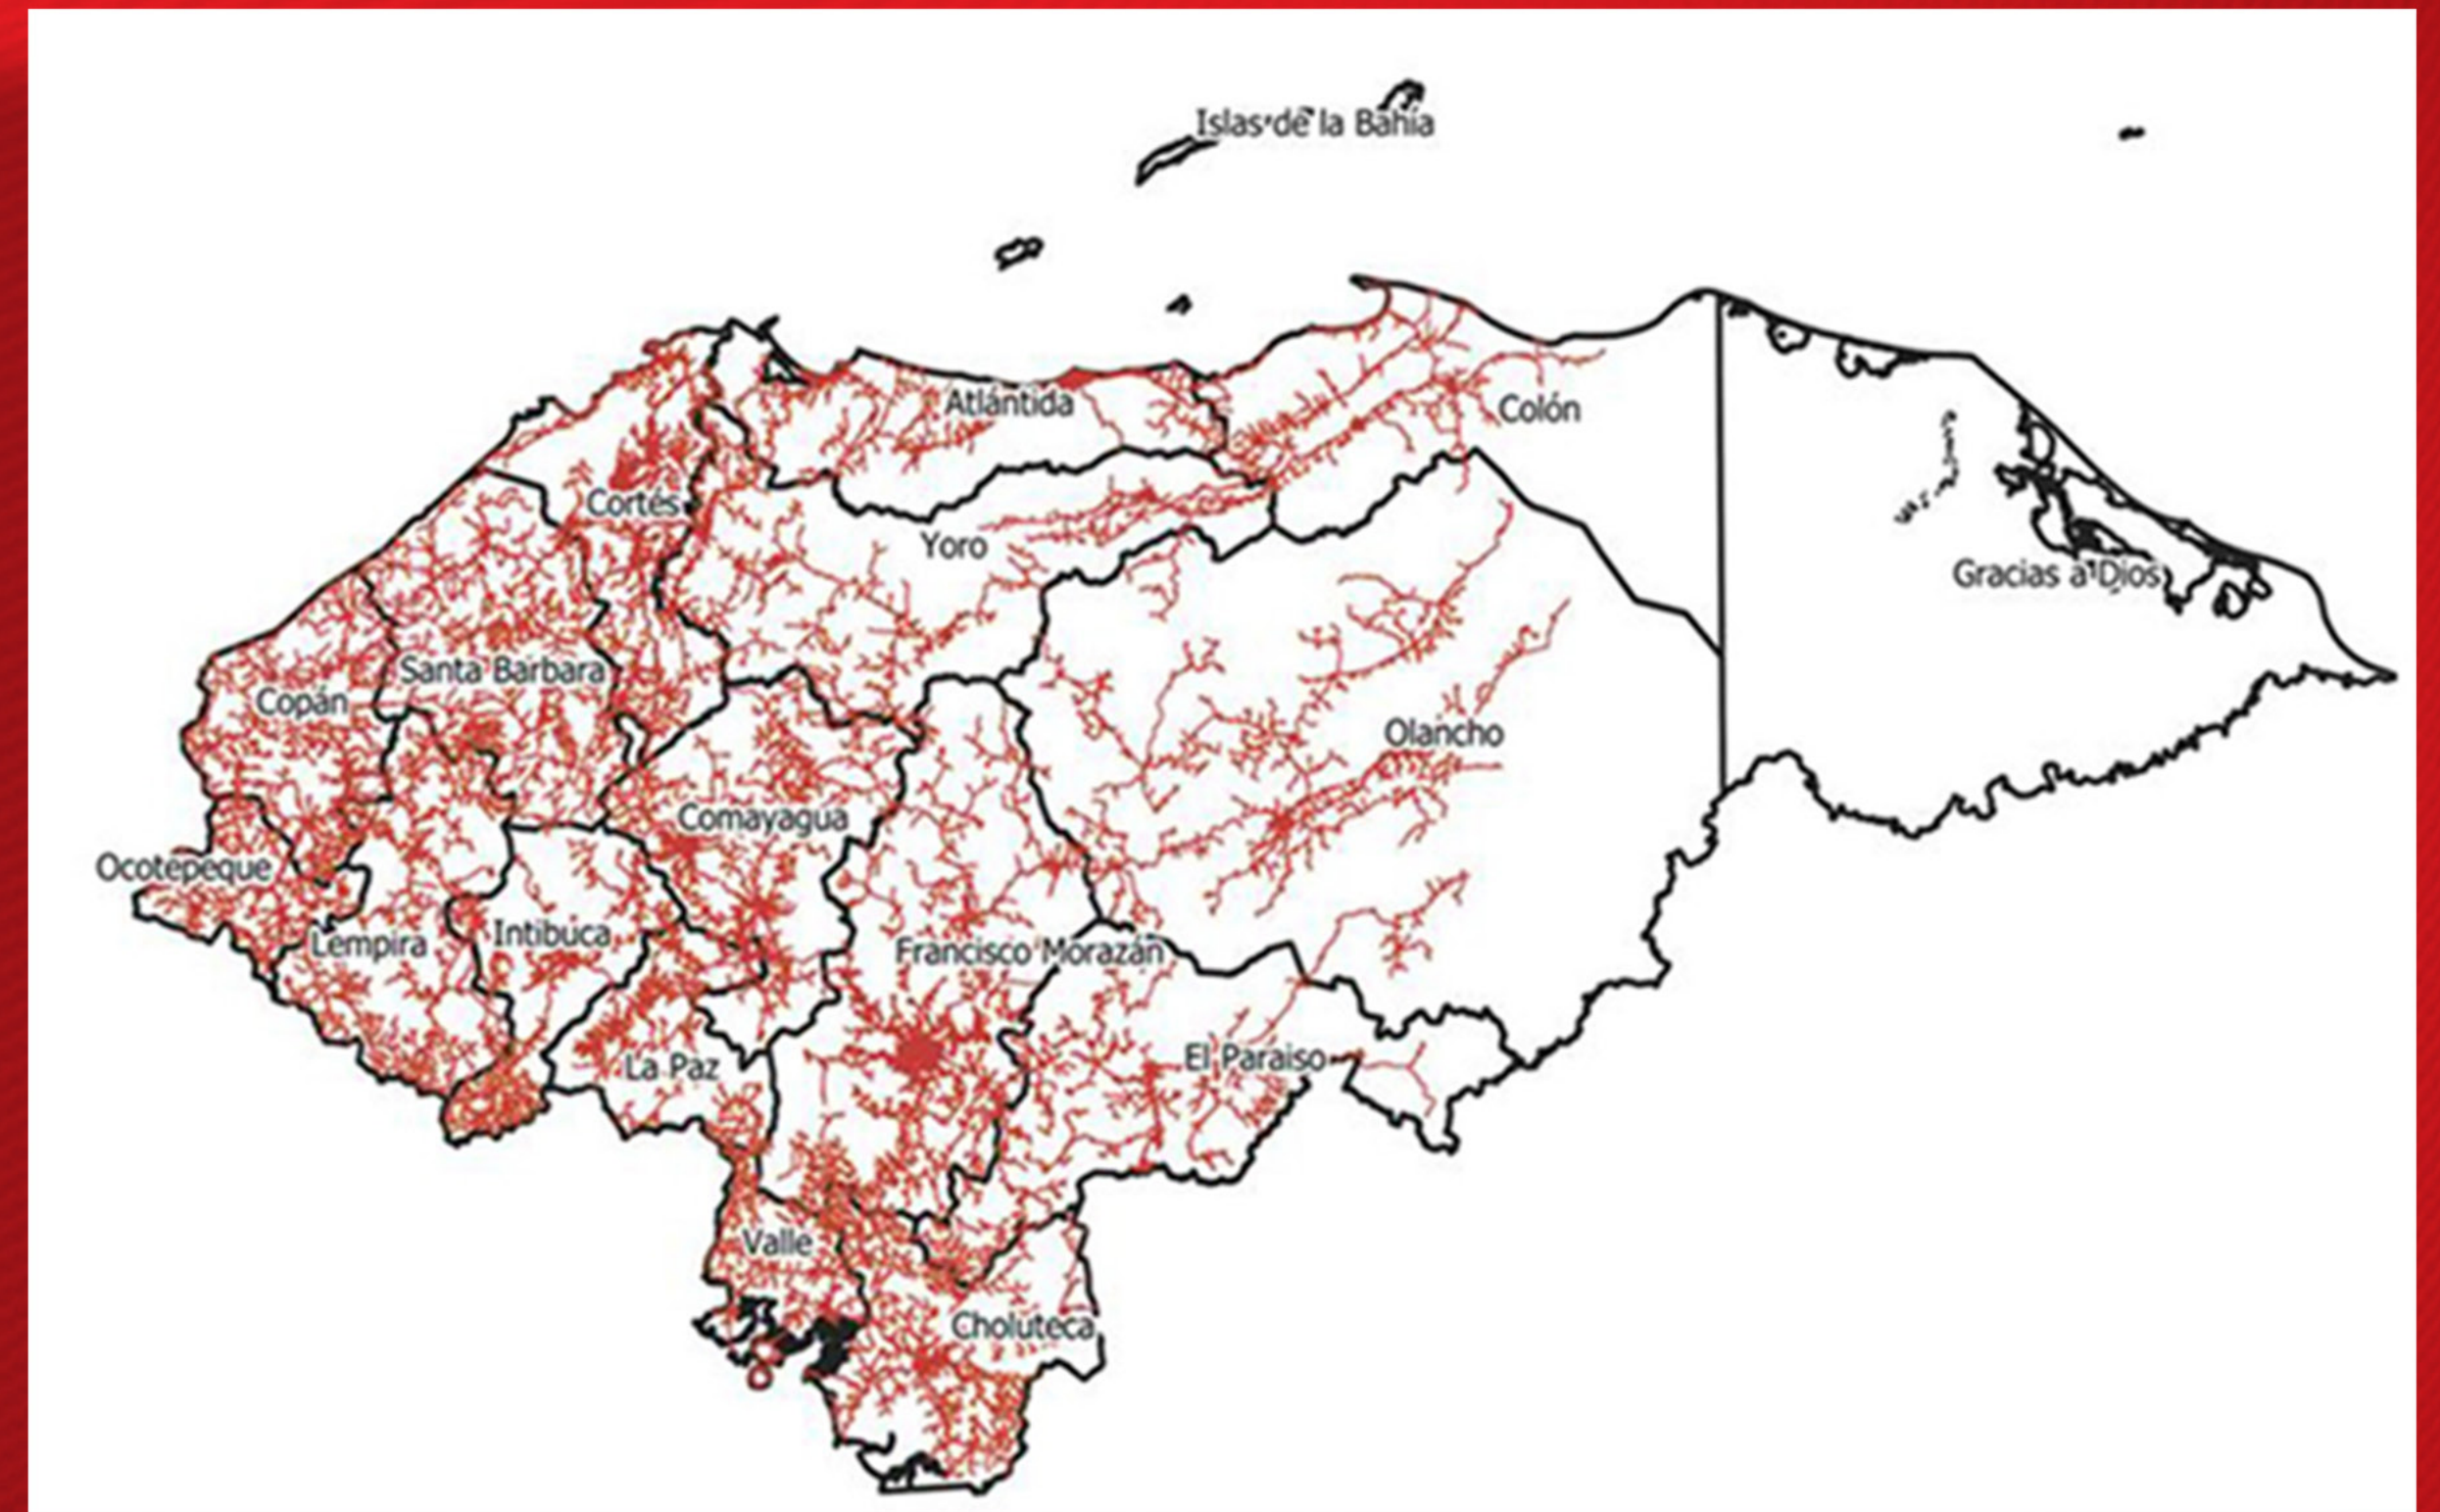 Islas de la Bahía
Atlántida
Colón
Cortés
Yoro
Gracias a Dios
Santa Barbara
Copán
Olancho
Comayagua
Ocotepeque
Intibuca
Lempira
Francisco Morazán
La Paz
El Paraiso
Valle
Choluteca